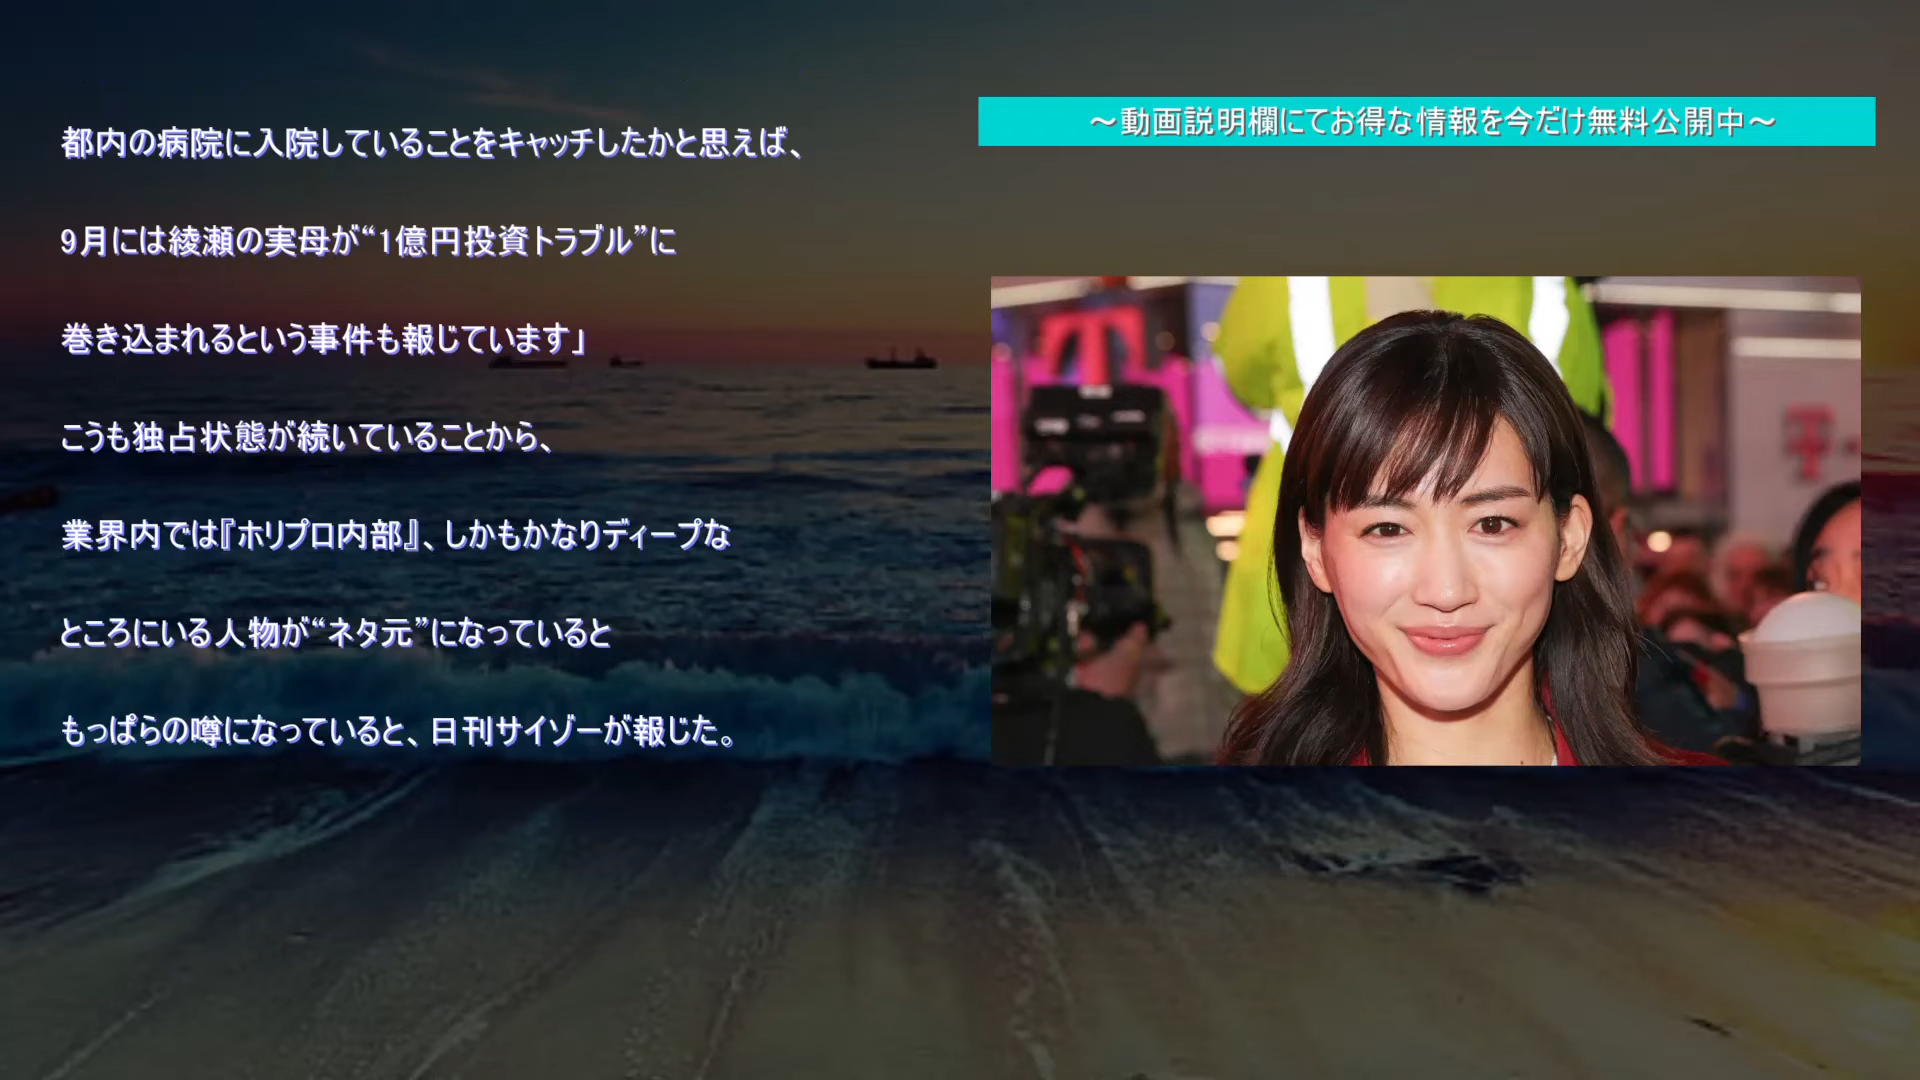 都内の病院に入院していることをキャッチしたかと思えば、
9月には綾瀬の実母が“1億円投資トラブル”に
巻き込まれるという事件も報じています」
こうも独占状態が続いていることから、
業界内では『ホリプロ内部』、しかもかなりディープな
ところにいる人物が“ネタ元”になっていると
もっぱらの噂になっていると、日刊サイゾーが報じた。
～動画説明欄にてお得な情報を今だけ無料公開中～